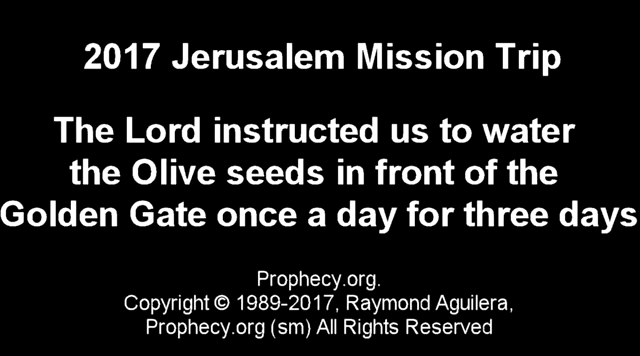 2017 Jerusalem Mission Trip
The Lord instructed us to water
the Olive seeds in front of the
Golden Gate once a day for three days
Prophecy.org.
Copyright © 1989-2017, Raymond Aguilera,
Prophecy.org (sm) All Rights Reserved